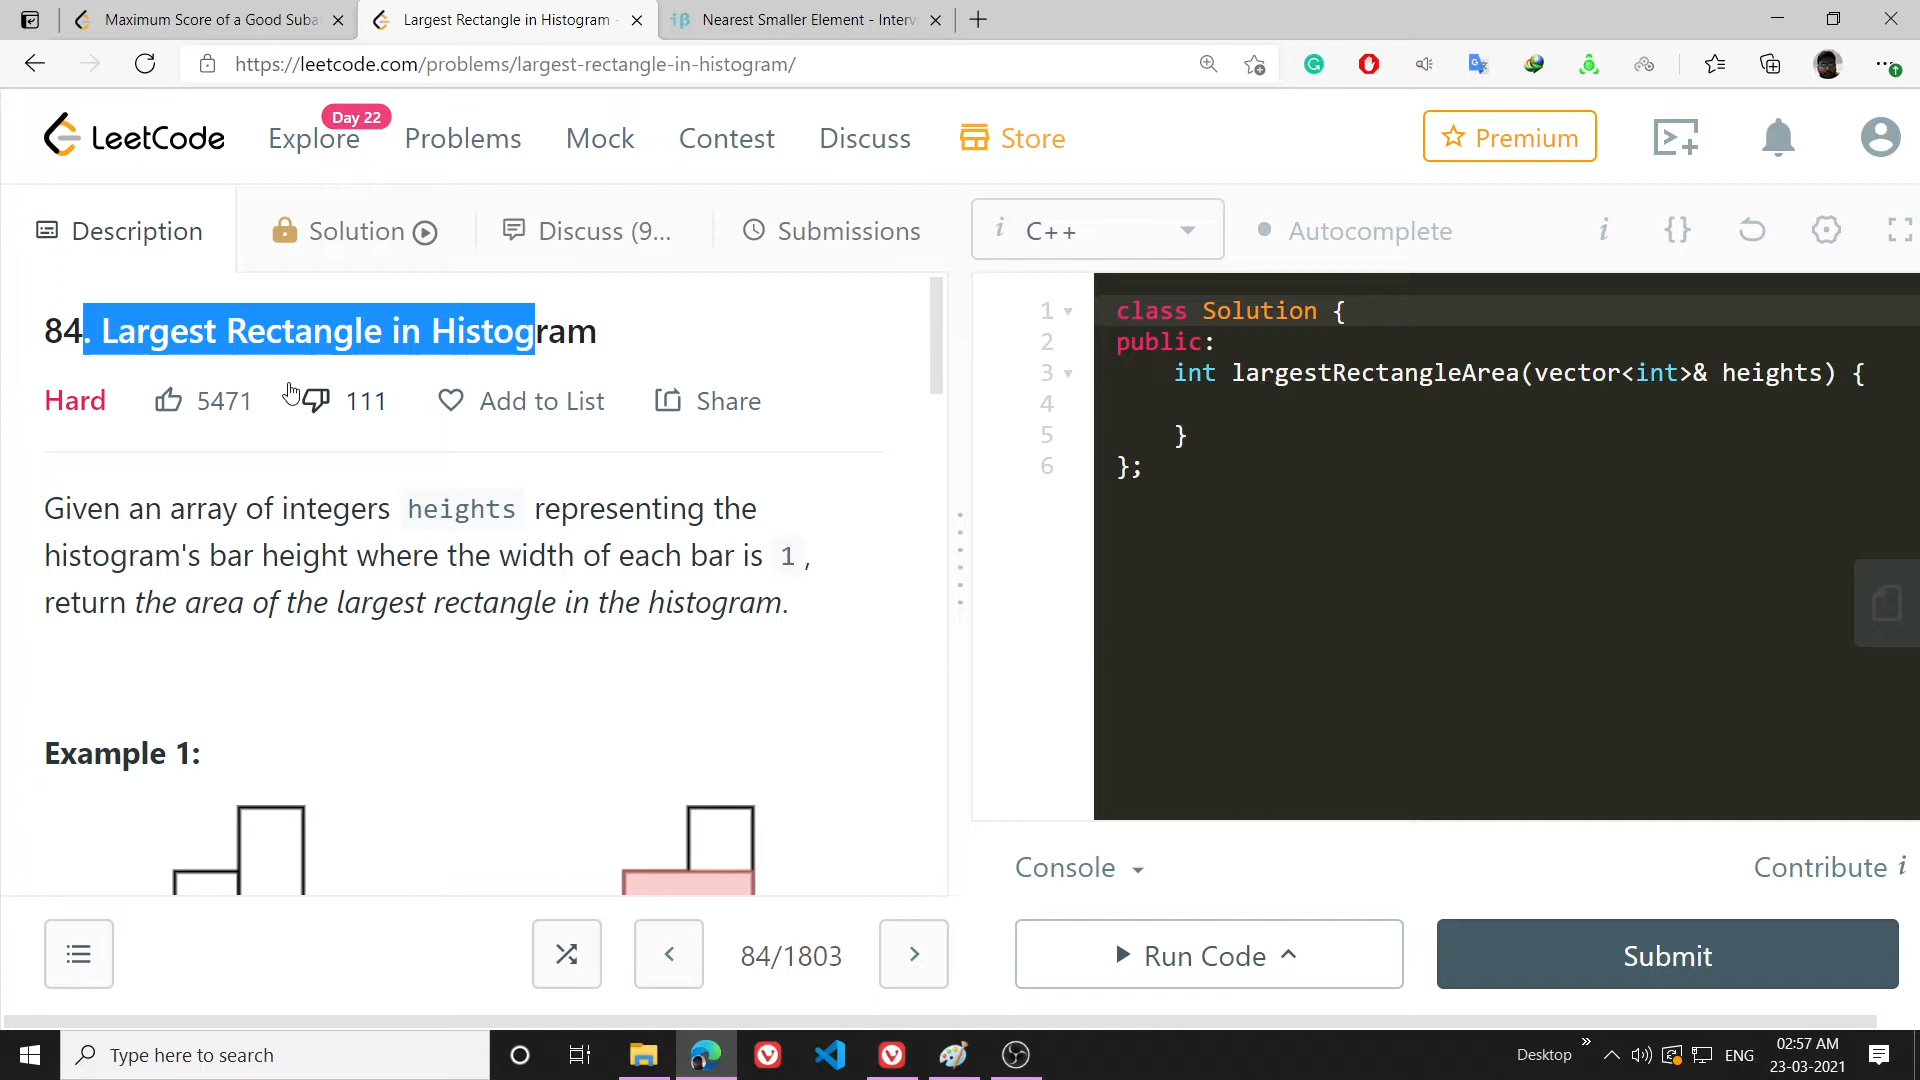 Maximum Score of a Good Suba
Largest Rectangle in Histogram -
Nearest Smaller Element - Interv
https://leetcode.com/problems/largest-rectangle-in-histogram/
LeetCode
Explore
Day 22
Problems
Mock
Contest
Discuss
Store
Premium
Description
Solution
Discuss (9...
Submissions
i
C++
Autocomplete
i
{}
84. Largest Rectangle in Histogram
Hard
5471
111
Add to List
Share
Given an array of integers heights representing the
histogram's bar height where the width of each bar is 1 ,
return the area of the largest rectangle in the histogram.
Example 1:
1 class Solution {
2 public:
3 int largestRectangleArea(vector<int>& heights) {
4
5 }
6 };
Console
Contribute i
84/1803
Run Code
Submit
Type here to search
Desktop
ENG
02:57 AM
23-03-2021